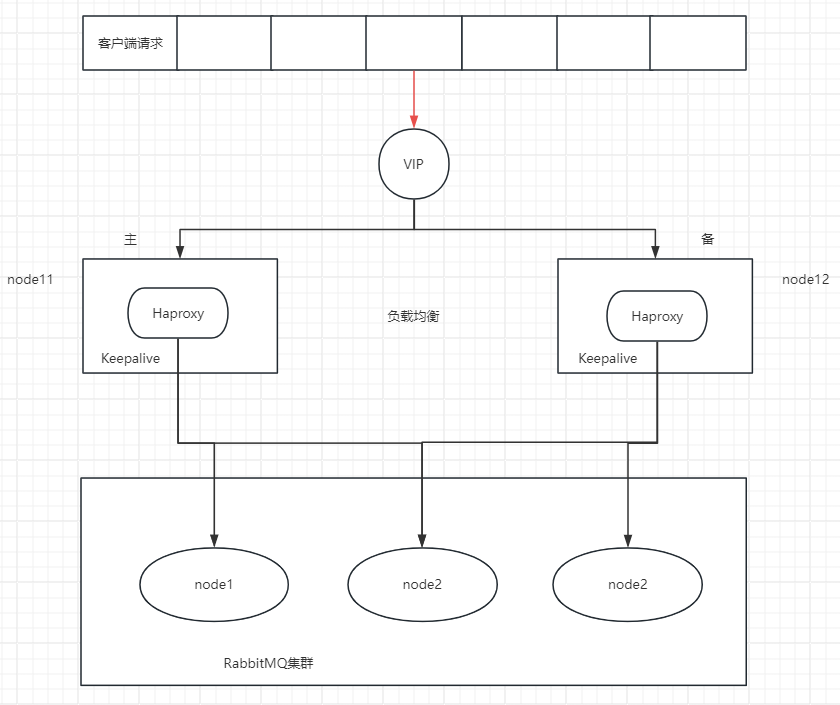 客户端请求
VIP
主
备
node11
node12
Haproxy
负载均衡
Haproxy
Keepalive
Keepalive
node1
node2
node2
RabbitMQ集群